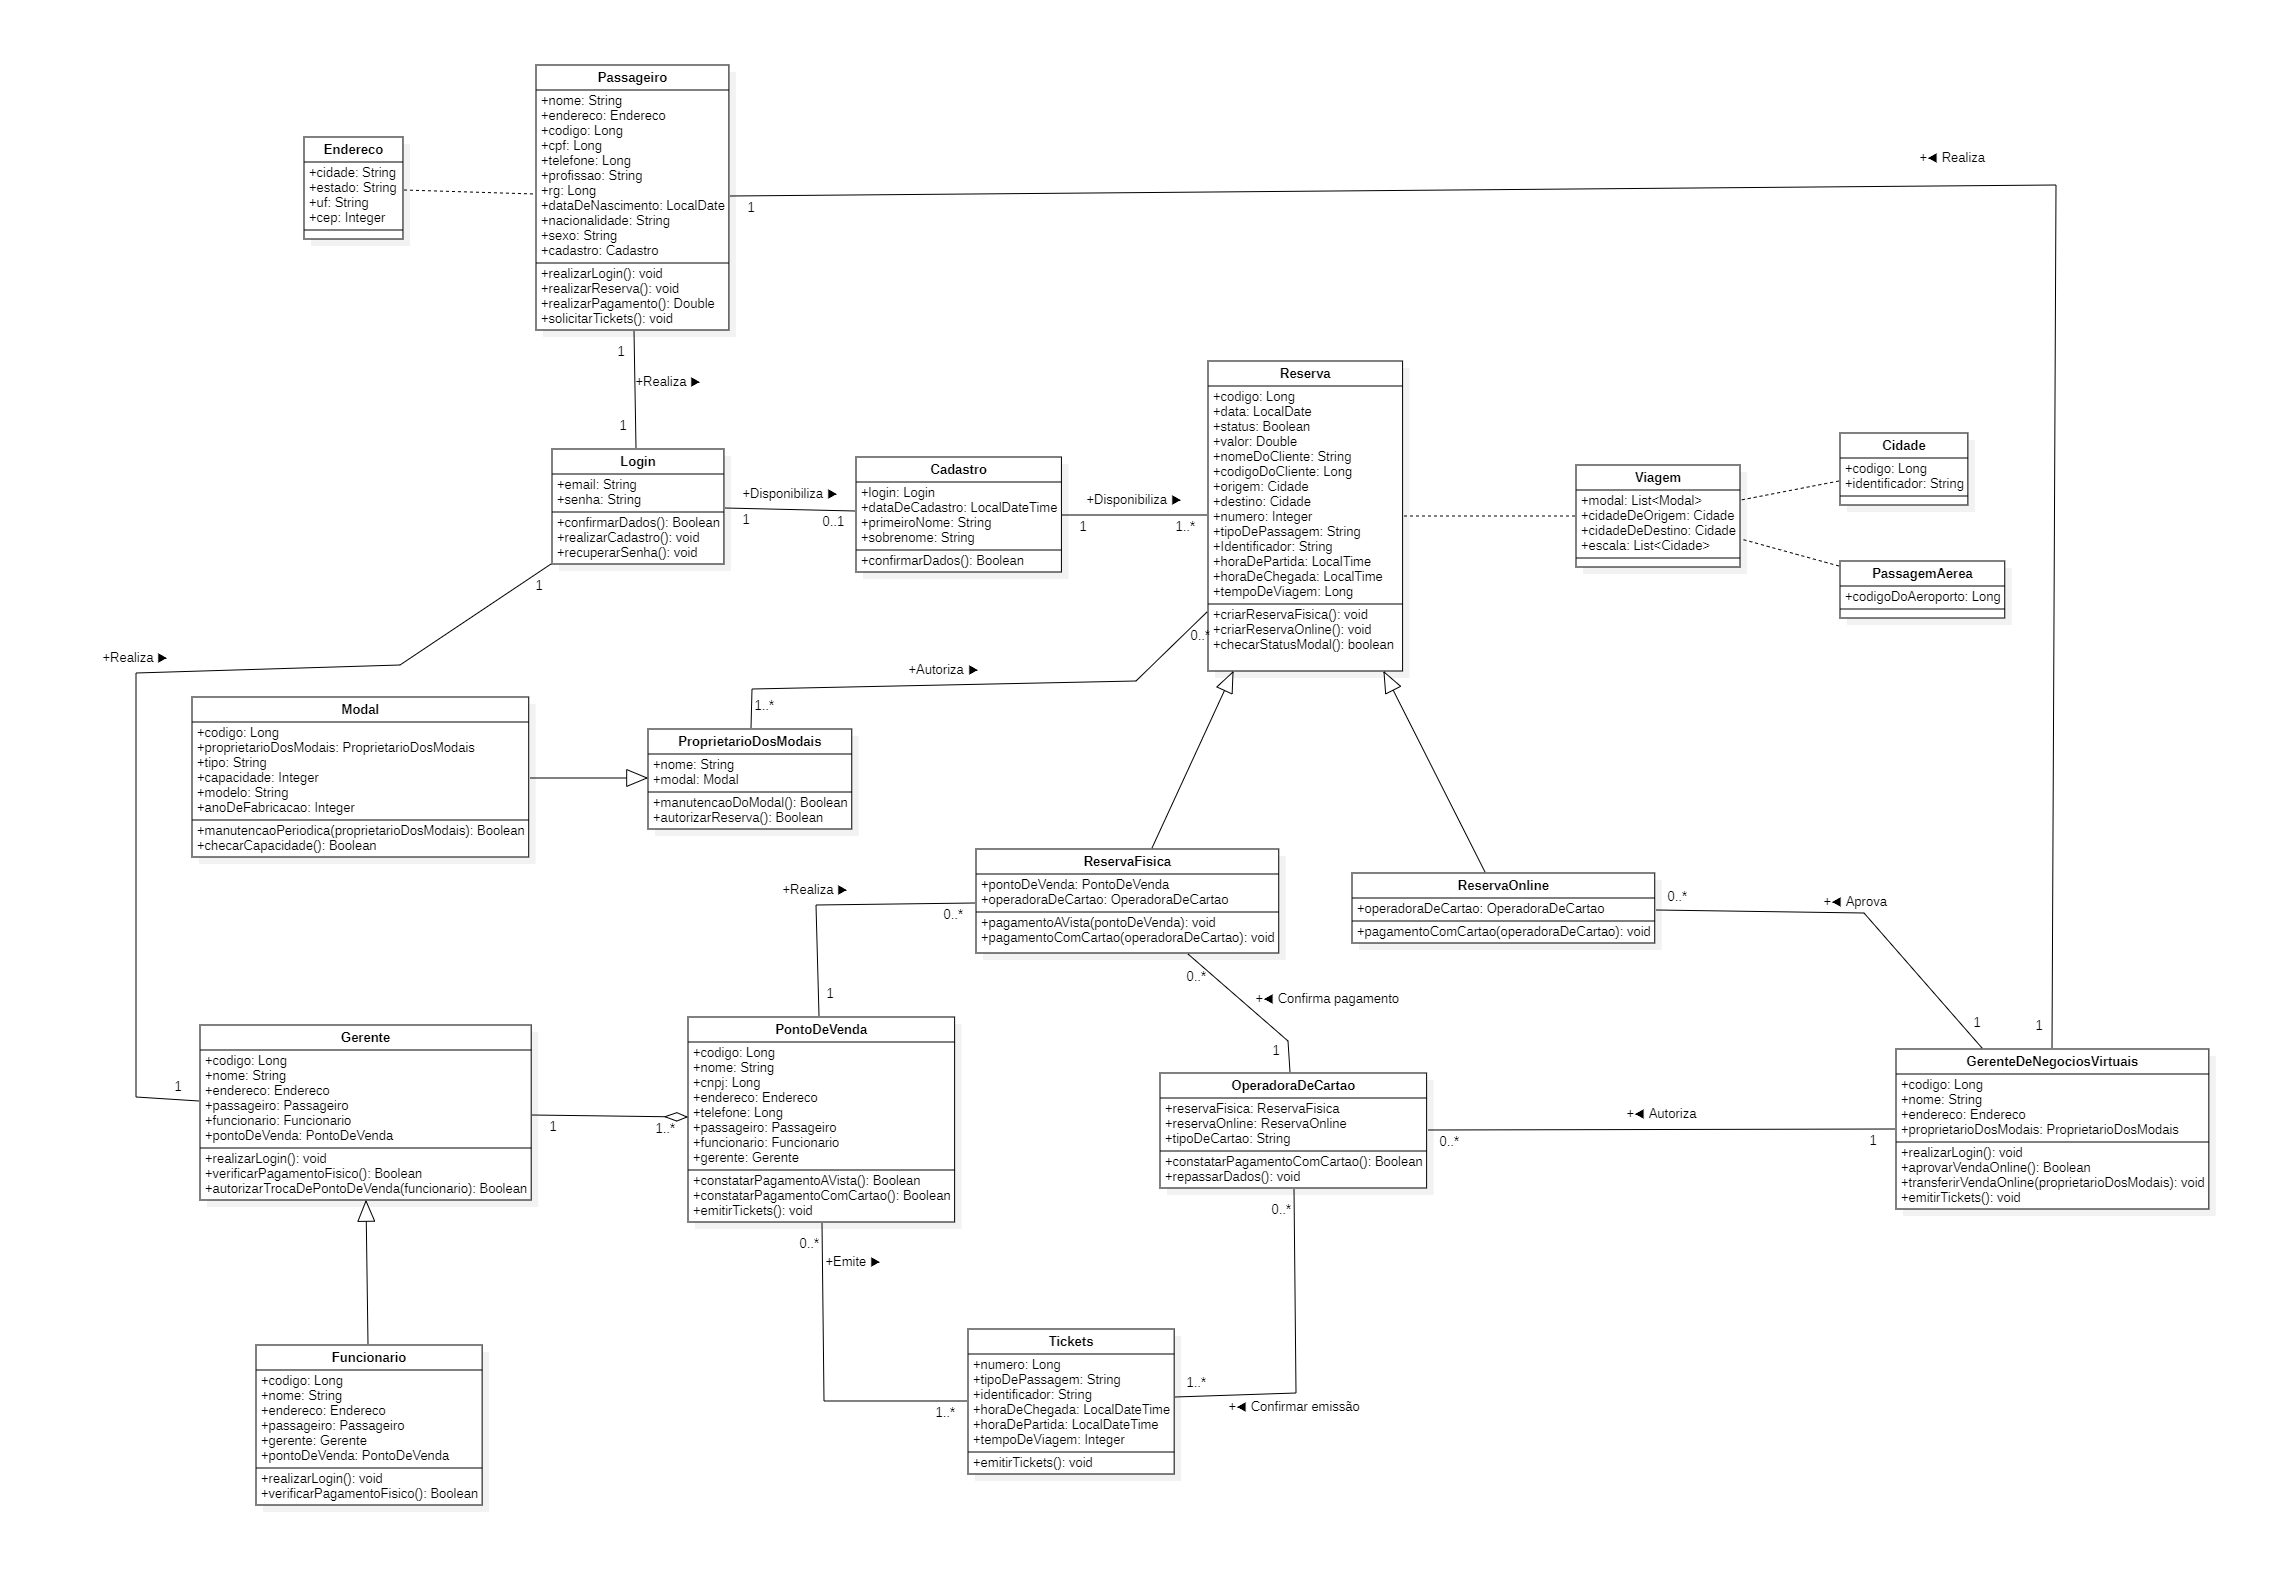 Passageiro
+nome: String
+endereco: Endereco
+codigo: Long
+cpf: Long
+telefone: Long
+profissao: String
+rg: Long
+dataDeNascimento: LocalDate
+nacionalidade: String
+sexo: String
+cadastro: Cadastro
+realizarLogin(): void
+realizarReserva(): void
+realizarPagamento(): Double
+solicitarTickets(): void
Endereco
+cidade: String
+estado: String
+uf: String
+cep: Integer
+◀ Realiza
1
1
+Realiza ▶
1
Login
+email: String
+senha: String
+confirmarDados(): Boolean
+realizarCadastro(): void
+recuperarSenha(): void
+Disponibiliza ▶
1
0..1
Cadastro
+login: Login
+dataDeCadastro: LocalDateTime
+primeiroNome: String
+sobrenome: String
+confirmarDados(): Boolean
+Disponibiliza ▶
1
1..*
Reserva
+codigo: Long
+data: LocalDate
+status: Boolean
+valor: Double
+nomeDoCliente: String
+codigoDoCliente: Long
+origem: Cidade
+destino: Cidade
+numero: Integer
+tipoDePassagem: String
+Identificador: String
+horaDePartida: LocalTime
+horaDeChegada: LocalTime
+tempoDeViagem: Long
+criarReservaFisica(): void
+criarReservaOnline(): void
+checarStatusModal(): boolean
Viagem
+modal: List<Modal>
+cidadeDeOrigem: Cidade
+cidadeDeDestino: Cidade
+escala: List<Cidade>
Cidade
+codigo: Long
+identificador: String
PassagemAerea
+codigoDoAeroporto: Long
1
+Realiza ▶
0..*
+Autoriza ▶
1..*
Modal
+codigo: Long
+proprietarioDosModais: ProprietarioDosModais
+tipo: String
+capacidade: Integer
+modelo: String
+anoDeFabricacao: Integer
+manutencaoPeriodica(proprietarioDosModais): Boolean
+checarCapacidade(): Boolean
ProprietarioDosModais
+nome: String
+modal: Modal
+manutencaoDoModal(): Boolean
+autorizarReserva(): Boolean
ReservaFisica
+pontoDeVenda: PontoDeVenda
+operadoraDeCartao: OperadoraDeCartao
+pagamentoAVista(pontoDeVenda): void
+pagamentoComCartao(operadoraDeCartao): void
ReservaOnline
+operadoraDeCartao: OperadoraDeCartao
+pagamentoComCartao(operadoraDeCartao): void
+Realiza ▶
0..*
1
0..*
+◀ Aprova
1
1
0..*
+◀ Confirma pagamento
1
Gerente
+codigo: Long
+nome: String
+endereco: Endereco
+passageiro: Passageiro
+funcionario: Funcionario
+pontoDeVenda: PontoDeVenda
+realizarLogin(): void
+verificarPagamentoFisico(): Boolean
+autorizarTrocaDePontoDeVenda(funcionario): Boolean
1
1
1..*
PontoDeVenda
+codigo: Long
+nome: String
+cnpj: Long
+endereco: Endereco
+telefone: Long
+passageiro: Passageiro
+funcionario: Funcionario
+gerente: Gerente
+constatarPagamentoAVista(): Boolean
+constatarPagamentoComCartao(): Boolean
+emitirTickets(): void
OperadoraDeCartao
+reservaFisica: ReservaFisica
+reservaOnline: ReservaOnline
+tipoDeCartao: String
+constatarPagamentoComCartao(): Boolean
+repassarDados(): void
+◀ Autoriza
0..*
1
GerenteDeNegociosVirtuais
+codigo: Long
+nome: String
+endereco: Endereco
+proprietarioDosModais: ProprietarioDosModais
+realizarLogin(): void
+aprovarVendaOnline(): Boolean
+transferirVendaOnline(proprietarioDosModais): void
+emitirTickets(): void
0..*
+Emite ▶
1..*
0..*
1..*
+◀ Confirmar emissão
Funcionario
+codigo: Long
+nome: String
+endereco: Endereco
+passageiro: Passageiro
+gerente: Gerente
+pontoDeVenda: PontoDeVenda
+realizarLogin(): void
+verificarPagamentoFisico(): Boolean
Tickets
+numero: Long
+tipoDePassagem: String
+identificador: String
+horaDeChegada: LocalDateTime
+horaDePartida: LocalDateTime
+tempoDeViagem: Integer
+emitirTickets(): void